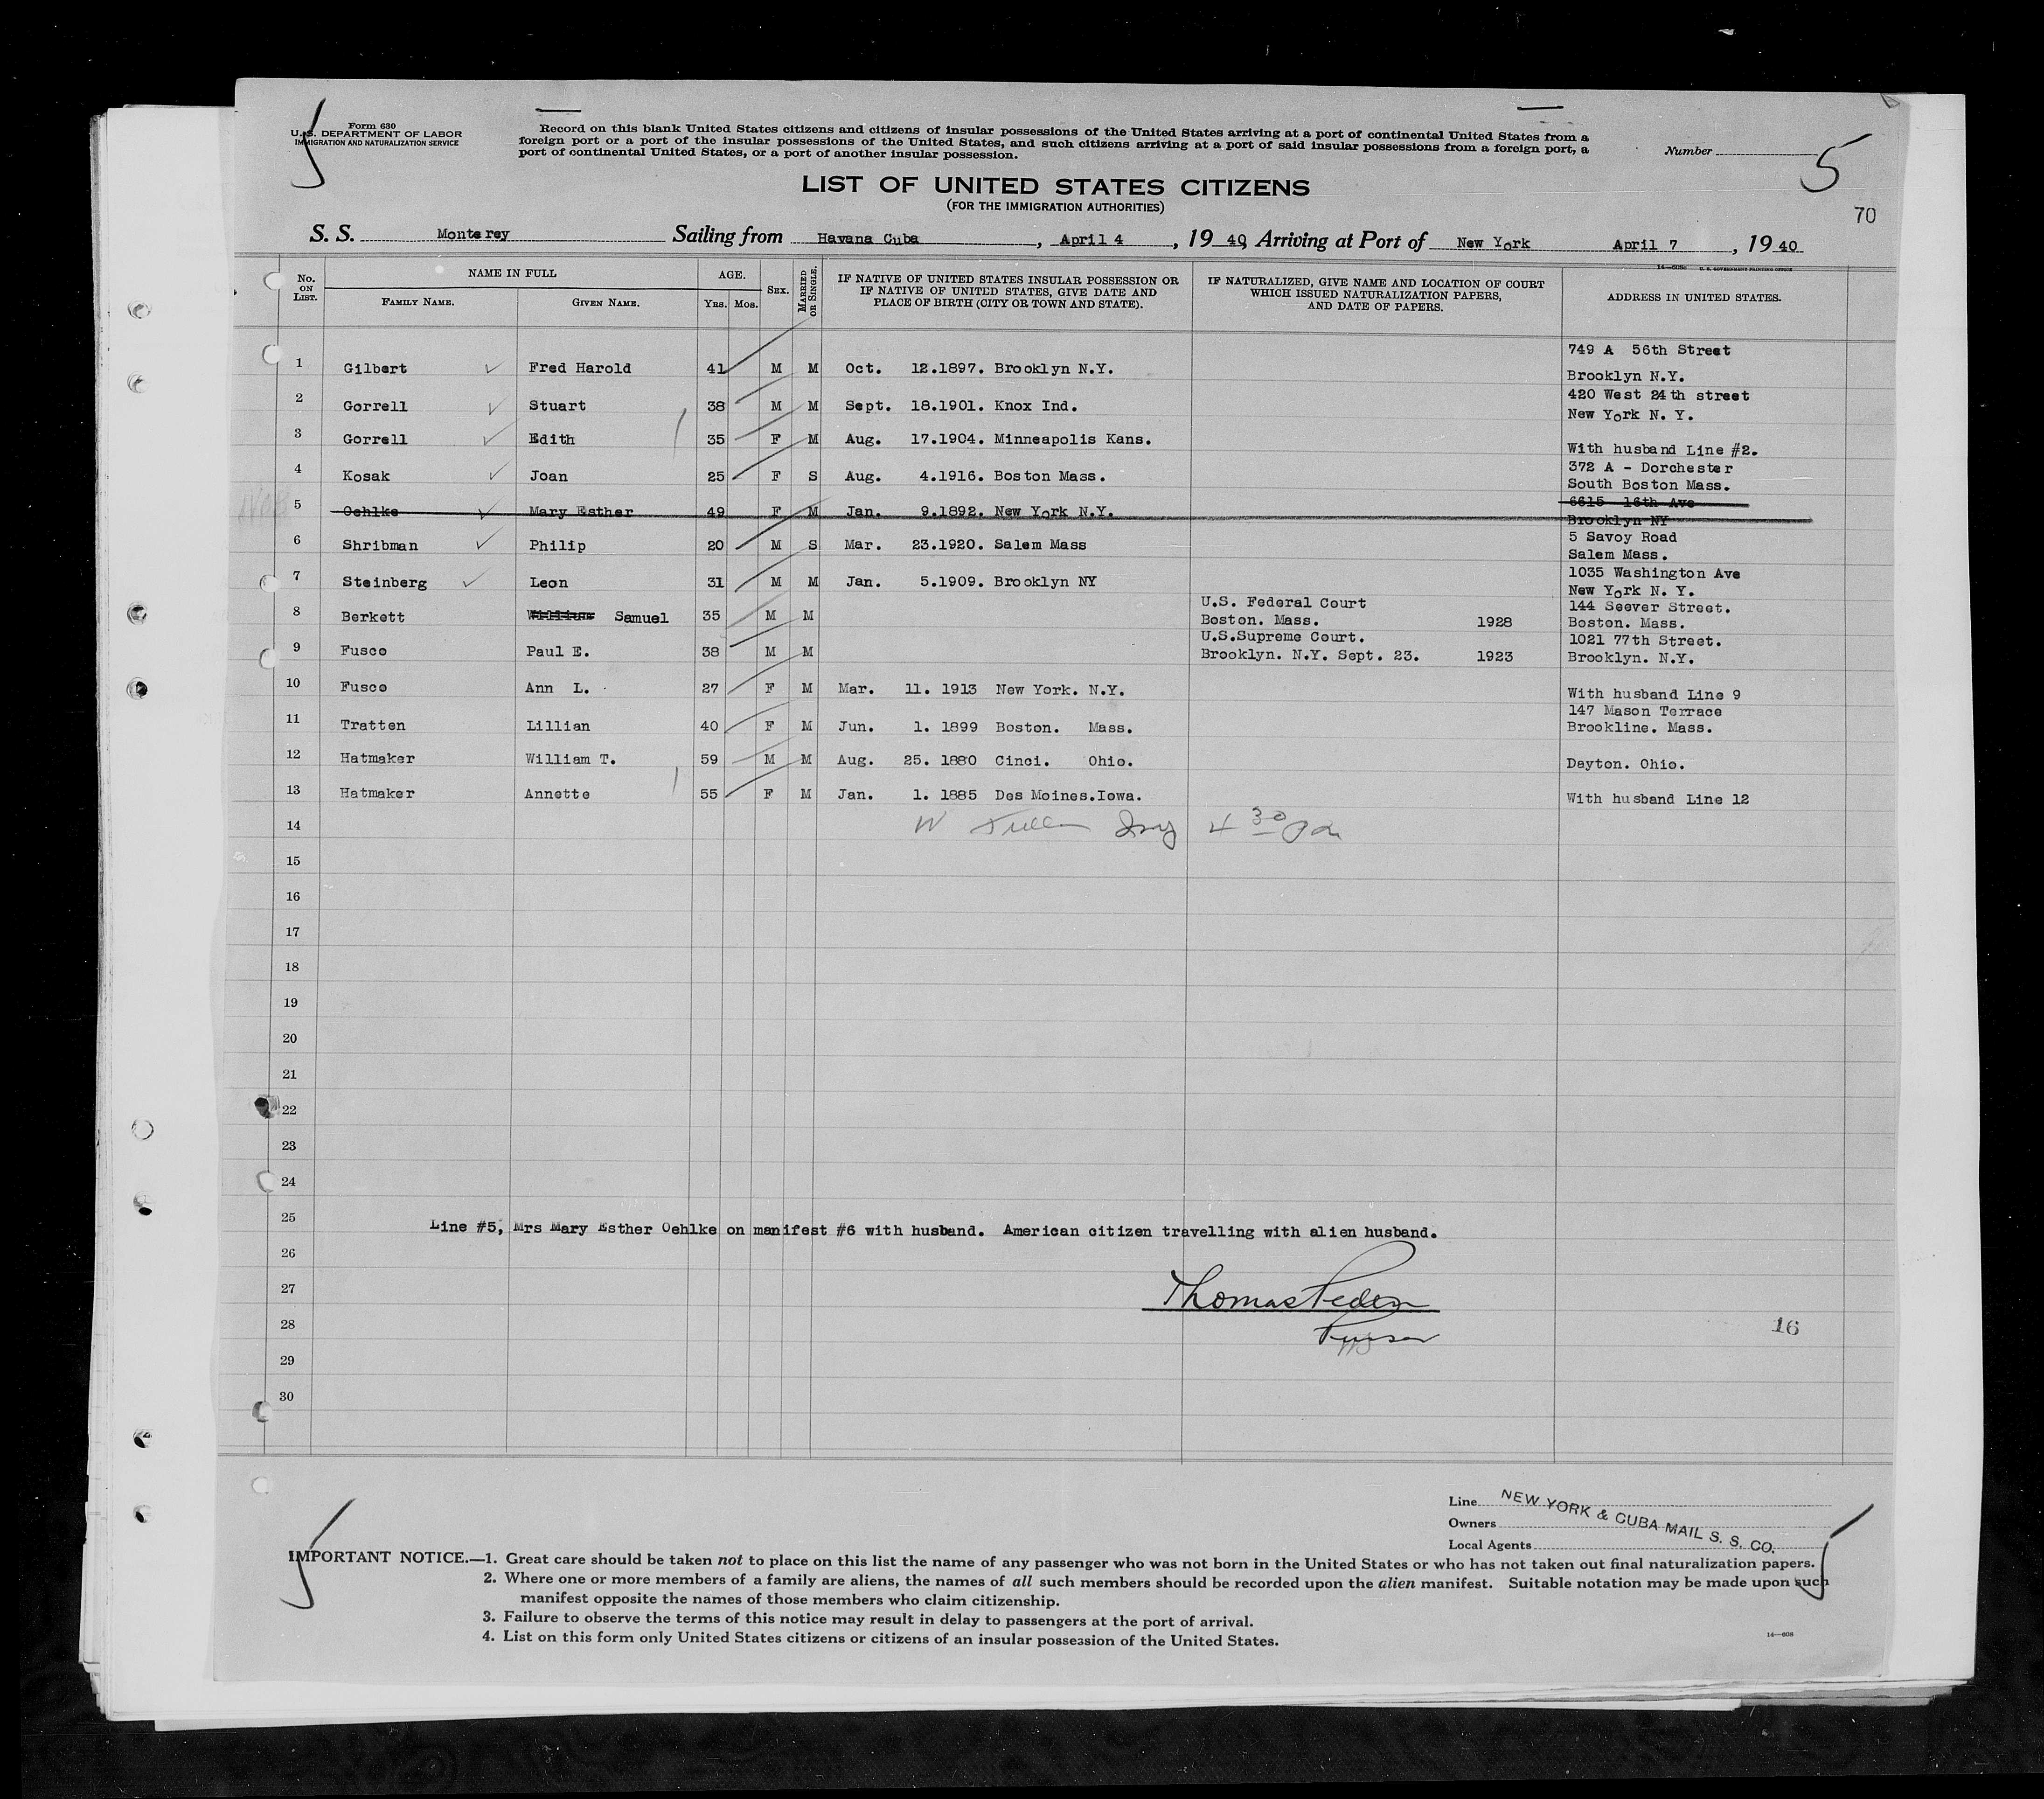 Form 630
U. S. DEPARTMENT OF LABOR
IMMIGRATION AND NATURALIZATION SERVICE
Record on this blank United States citizens and citizens of insular possessions of the United States arriving at a port of continental United States from a
foreign port or a port of the insular possessions of the United States, and such citizens arriving at a port of said insular possessions from a foreign port, a
port of continental United States, or a port of another insular possession.
Number
5
70
LIST OF UNITED STATES CITIZENS
(FOR THE IMMIGRATION AUTHORITIES)
S. S. Monterey Sailing from Havana Cuba, April 4, 19 40, Arriving at Port of New York April 7, 19 40
No. ON LIST. NAME IN FULL FAMILY NAME. GIVEN NAME. AGE. YRS. MOS. SEX. MARRIED OR SINGLE. IF NATIVE OF UNITED STATES INSULAR POSSESSION OR IF NATIVE OF UNITED STATES, GIVE DATE AND PLACE OF BIRTH (CITY OR TOWN AND STATE). IF NATURALIZED, GIVE NAME AND LOCATION OF COURT WHICH ISSUED NATURALIZATION PAPERS, AND DATE OF PAPERS. ADDRESS IN UNITED STATES.
1 Gilbert Fred Harold 41 M M Oct. 12.1897. Brooklyn N.Y. 749 A 56th Street Brooklyn N.Y.
2 Gorrell Stuart 38 M M Sept. 18.1901. Knox Ind. 420 West 24th street New York N. Y.
3 Gorrell Edith 35 F M Aug. 17.1904. Minneapolis Kans. With husband Line #2.
4 Kosak Joan 25 F S Aug. 4.1916. Boston Mass. 372 A - Dorchester South Boston Mass.
5 Oehlke Mary Esther 49 F M Jan. 9.1892. New York N.Y. 6615 16th Ave Brooklyn NY
6 Shribman Philip 20 M S Mar. 23.1920. Salem Mass 5 Savoy Road Salem Mass.
7 Steinberg Leon 31 M M Jan. 5.1909. Brooklyn NY 1035 Washington Ave New York N. Y.
8 Berkett William Samuel 35 M M U.S. Federal Court Boston. Mass. 1928 144 Seever Street. Boston. Mass.
9 Fusco Paul E. 38 M M U.S.Supreme Court. Brooklyn. N.Y. Sept. 23. 1923 1021 77th Street. Brooklyn. N.Y.
10 Fusco Ann L. 27 F M Mar. 11. 1913 New York. N.Y. With husband Line 9
11 Tratten Lillian 40 F M Jun. 1. 1899 Boston. Mass. 147 Mason Terrace Brookline. Mass.
12 Hatmaker William T. 59 M M Aug. 25. 1880 Cinci. Ohio. Dayton. Ohio.
13 Hatmaker Annette 55 F M Jan. 1. 1885 Des Moines.Iowa. With husband Line 12
14
15
16
17
18
19
20
21
22
23
24
25 Line #5, Mrs Mary Esther Oehlke on manifest #6 with husband. American citizen travelling with alien husband.
26
27 Thomas Peden
28 Purser 16
29
30
Line NEW YORK & CUBA MAIL S. S. CO.
Owners
Local Agents
IMPORTANT NOTICE.—1. Great care should be taken not to place on this list the name of any passenger who was not born in the United States or who has not taken out final naturalization papers.
2. Where one or more members of a family are aliens, the names of all such members should be recorded upon the alien manifest. Suitable notation may be made upon such
manifest opposite the names of those members who claim citizenship.
3. Failure to observe the terms of this notice may result in delay to passengers at the port of arrival.
4. List on this form only United States citizens or citizens of an insular possession of the United States.
14—608